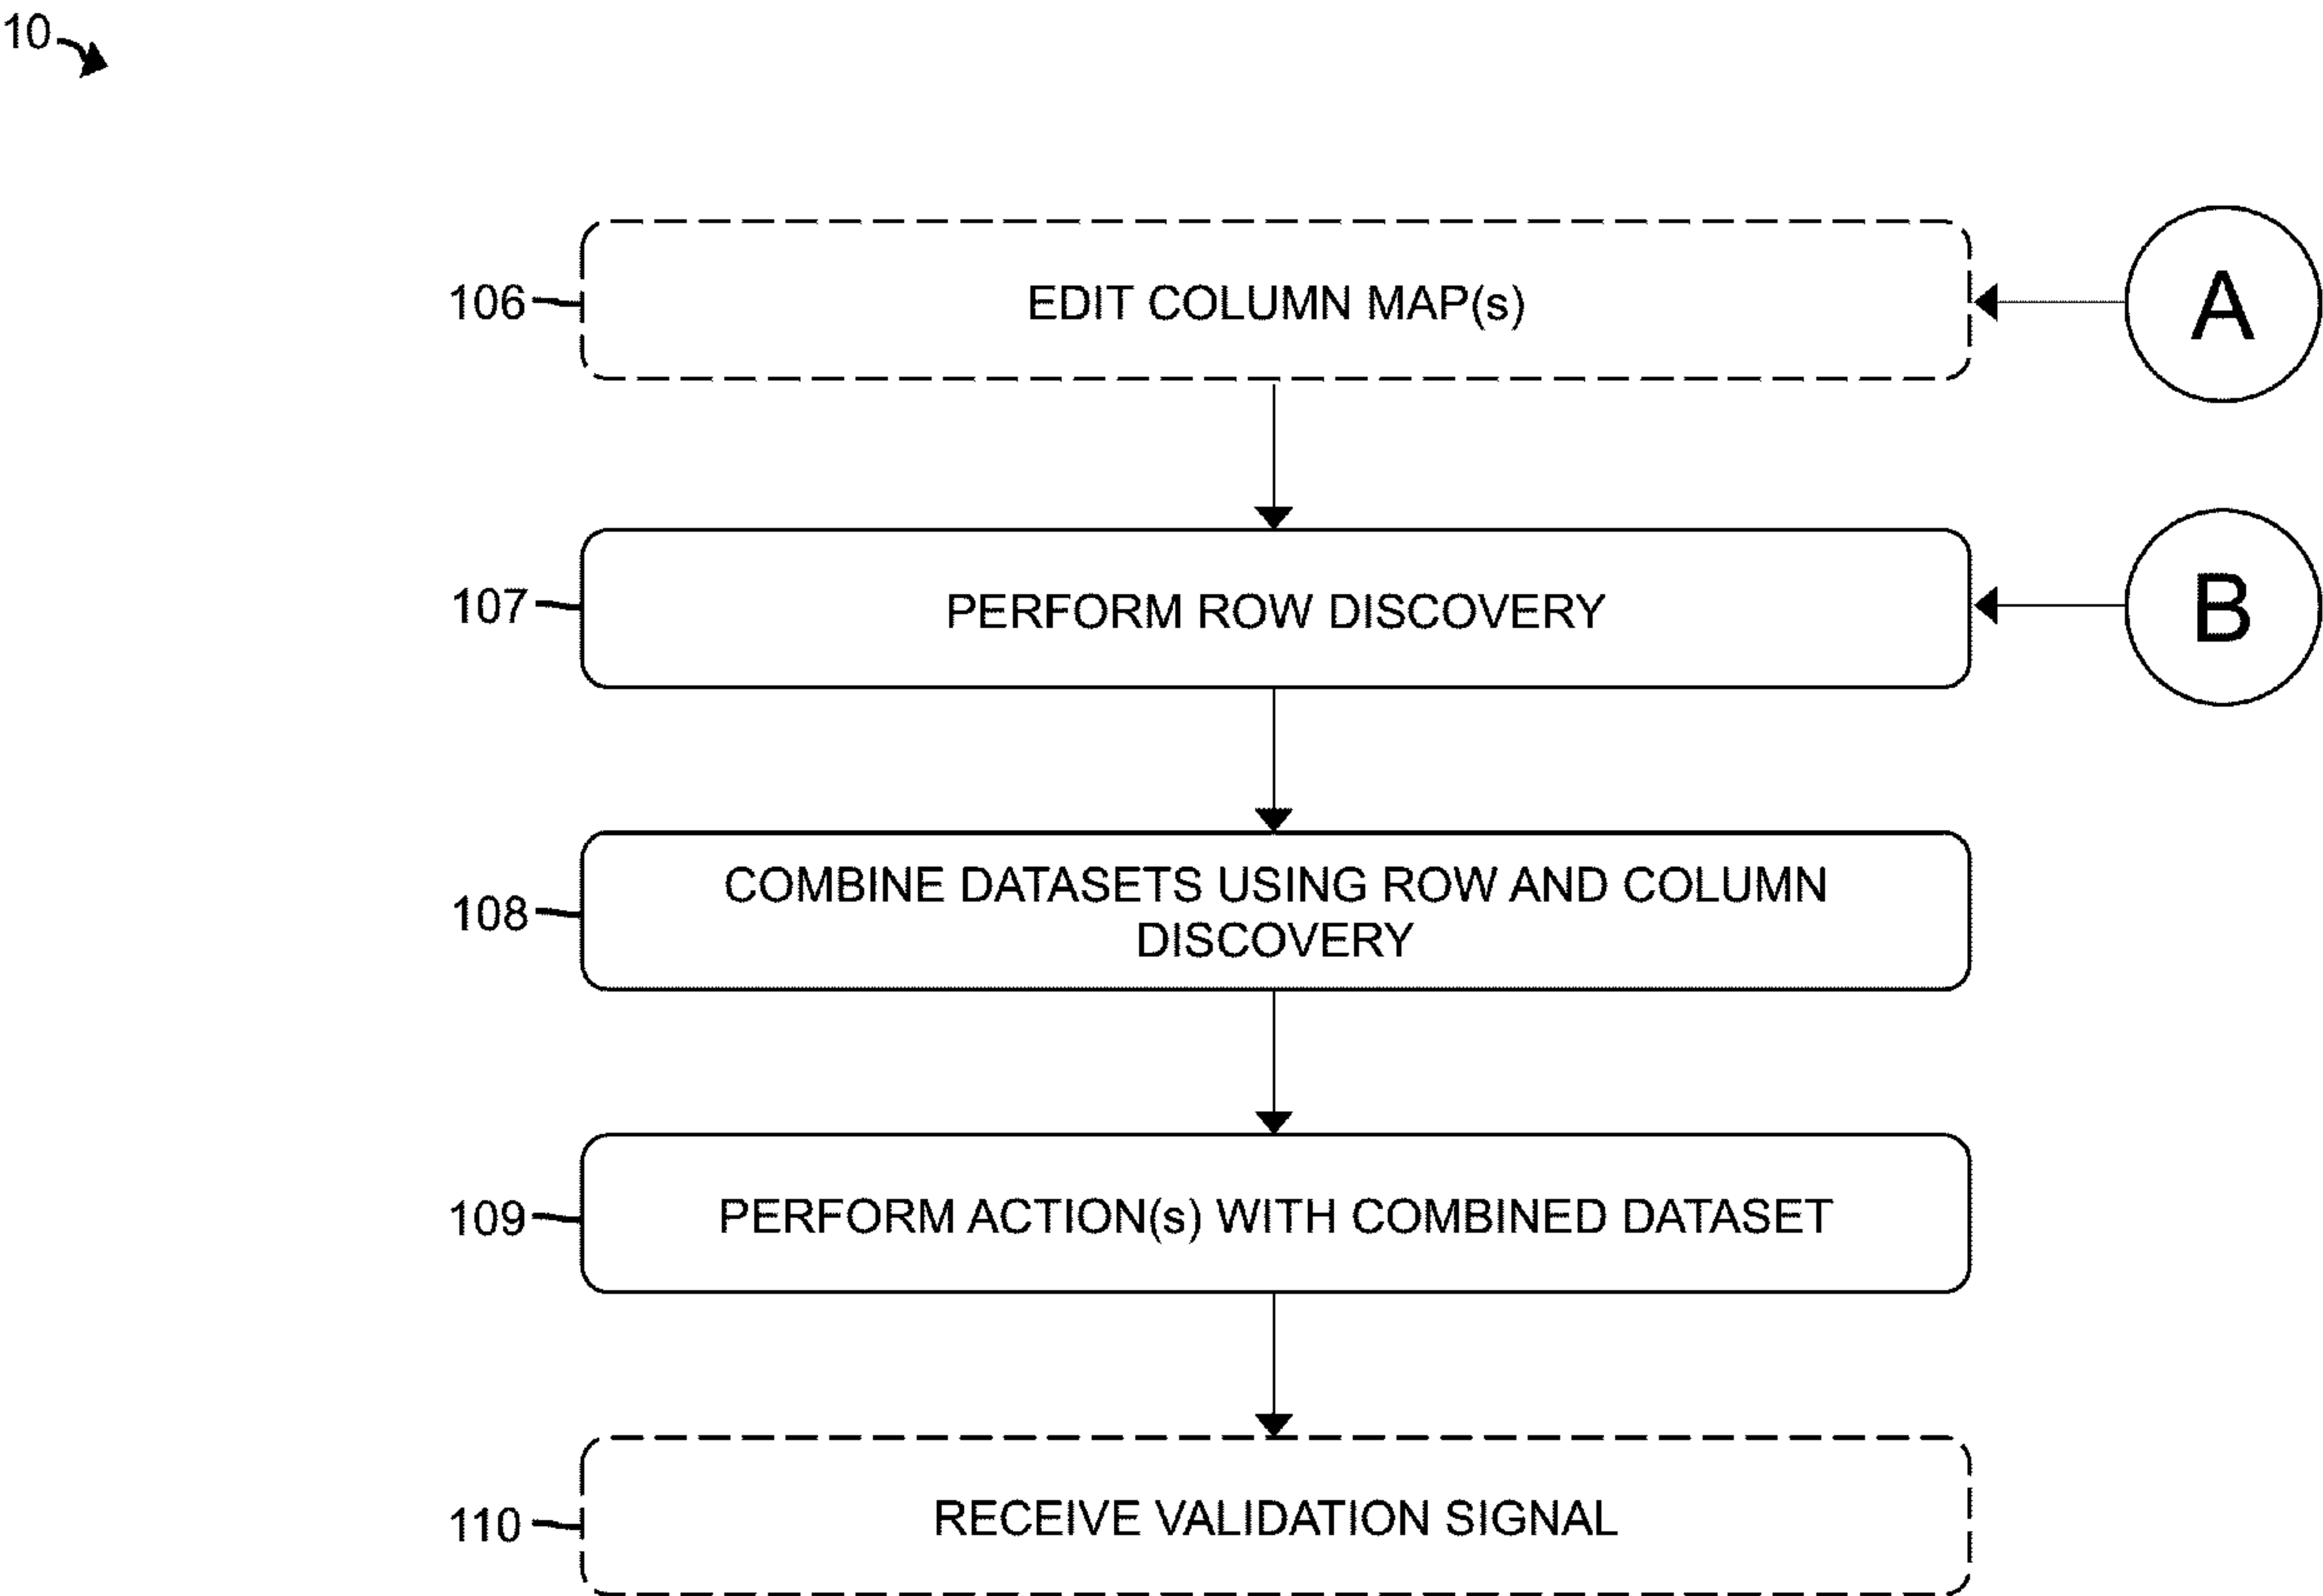 10
106
EDIT COLUMN MAP(s)
A
107
PERFORM ROW DISCOVERY
B
108
COMBINE DATASETS USING ROW AND COLUMN
DISCOVERY
109
PERFORM ACTION(s) WITH COMBINED DATASET
110
RECEIVE VALIDATION SIGNAL